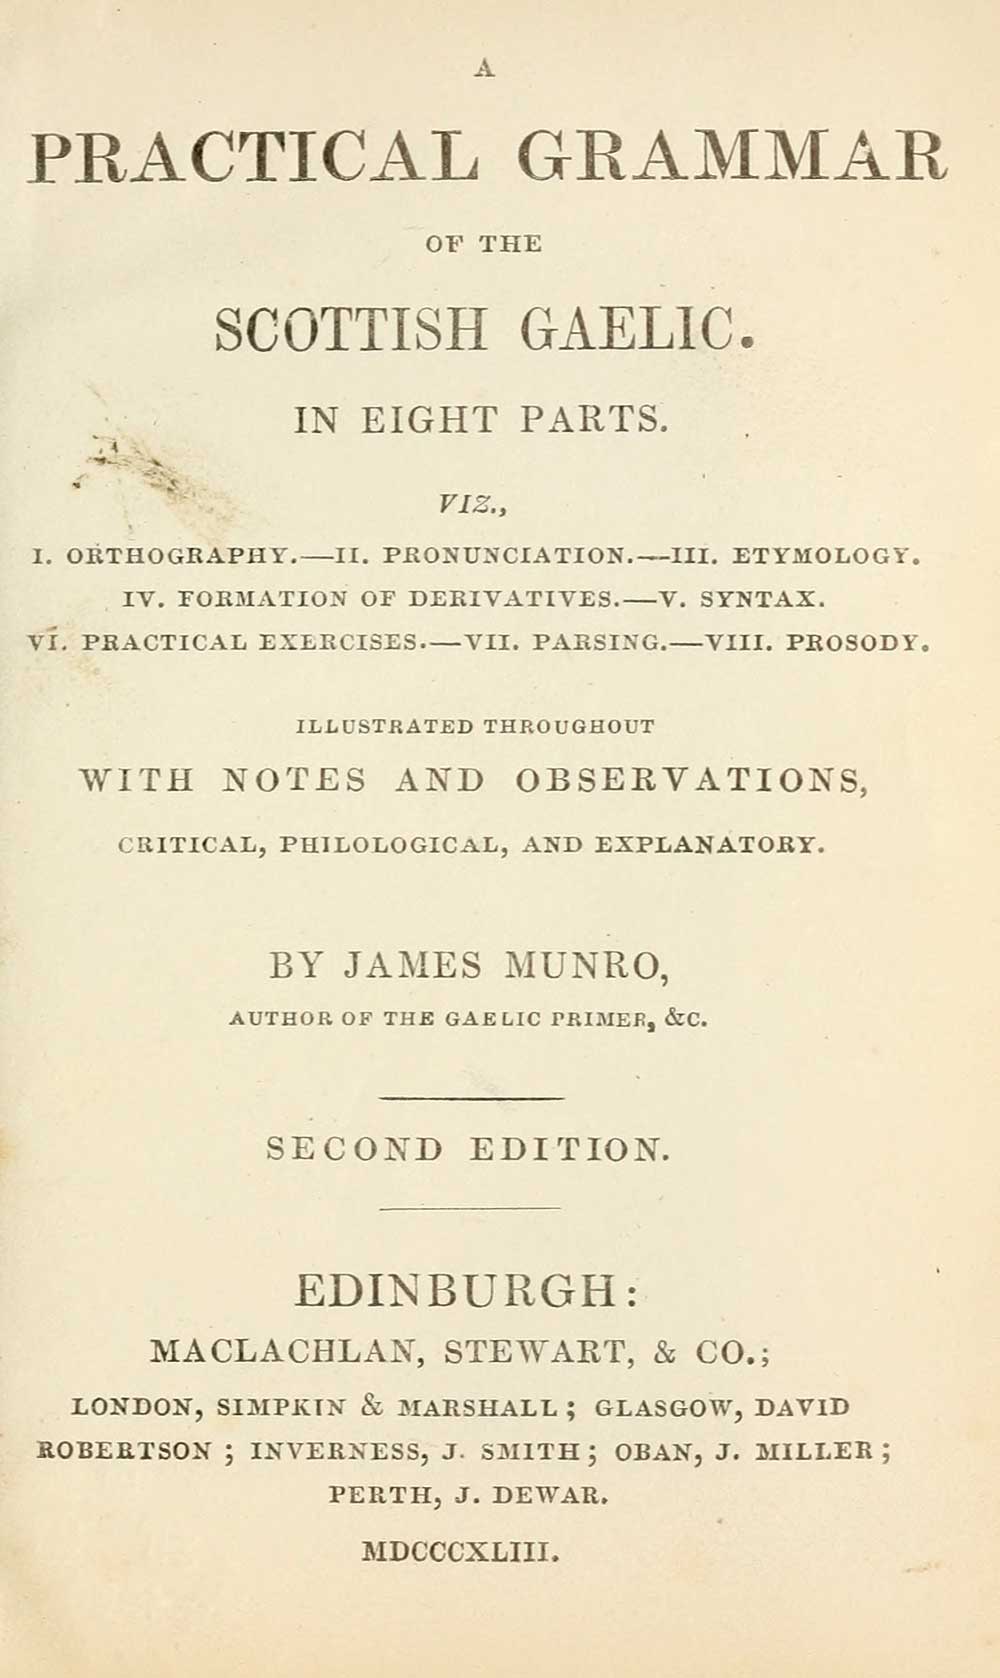 A
PRACTICAL GRAMMAR
OF THE
SCOTTISH GAELIC.
IN EIGHT PARTS.
VIZ.,
I. ORTHOGRAPHY.—II. PRONUNCIATION.—III. ETYMOLOGY.
IV. FORMATION OF DERIVATIVES.—V. SYNTAX.
VI. PRACTICAL EXERCISES.—VII. PARSING.—VIII. PROSODY.
ILLUSTRATED THROUGHOUT
WITH NOTES AND OBSERVATIONS,
CRITICAL, PHILOLOGICAL, AND EXPLANATORY.
BY JAMES MUNRO,
AUTHOR OF THE GAELIC PRIMER, &C.
SECOND EDITION.
EDINBURGH:
MACLACHLAN, STEWART, & CO.;
LONDON, SIMPKIN & MARSHALL; GLASGOW, DAVID
ROBERTSON; INVERNESS, J. SMITH; OBAN, J. MILLER;
PERTH, J. DEWAR.
MDCCCXLIII.